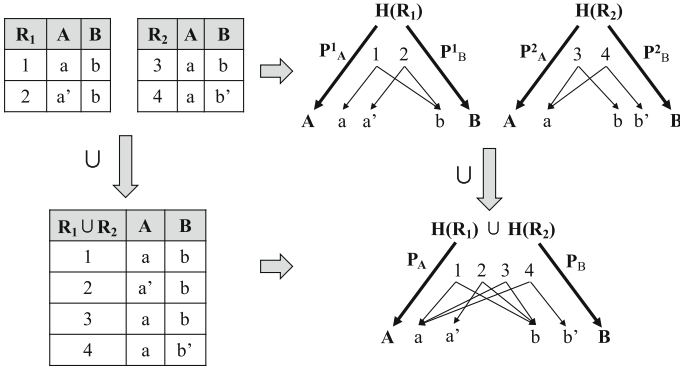 R₁ A B
1 a b
2 a' b
R₂ A B
3 a b
4 a b'
H(R₁)
P¹A 1 2 P¹B
A a a' b B
H(R₂)
P²A 3 4 P²B
A a b b' B
∪
∪
R₁∪R₂ A B
1 a b
2 a' b
3 a b
4 a b'
H(R₁) ∪ H(R₂)
PA 1 2 3 4 PB
A a a' b b' B